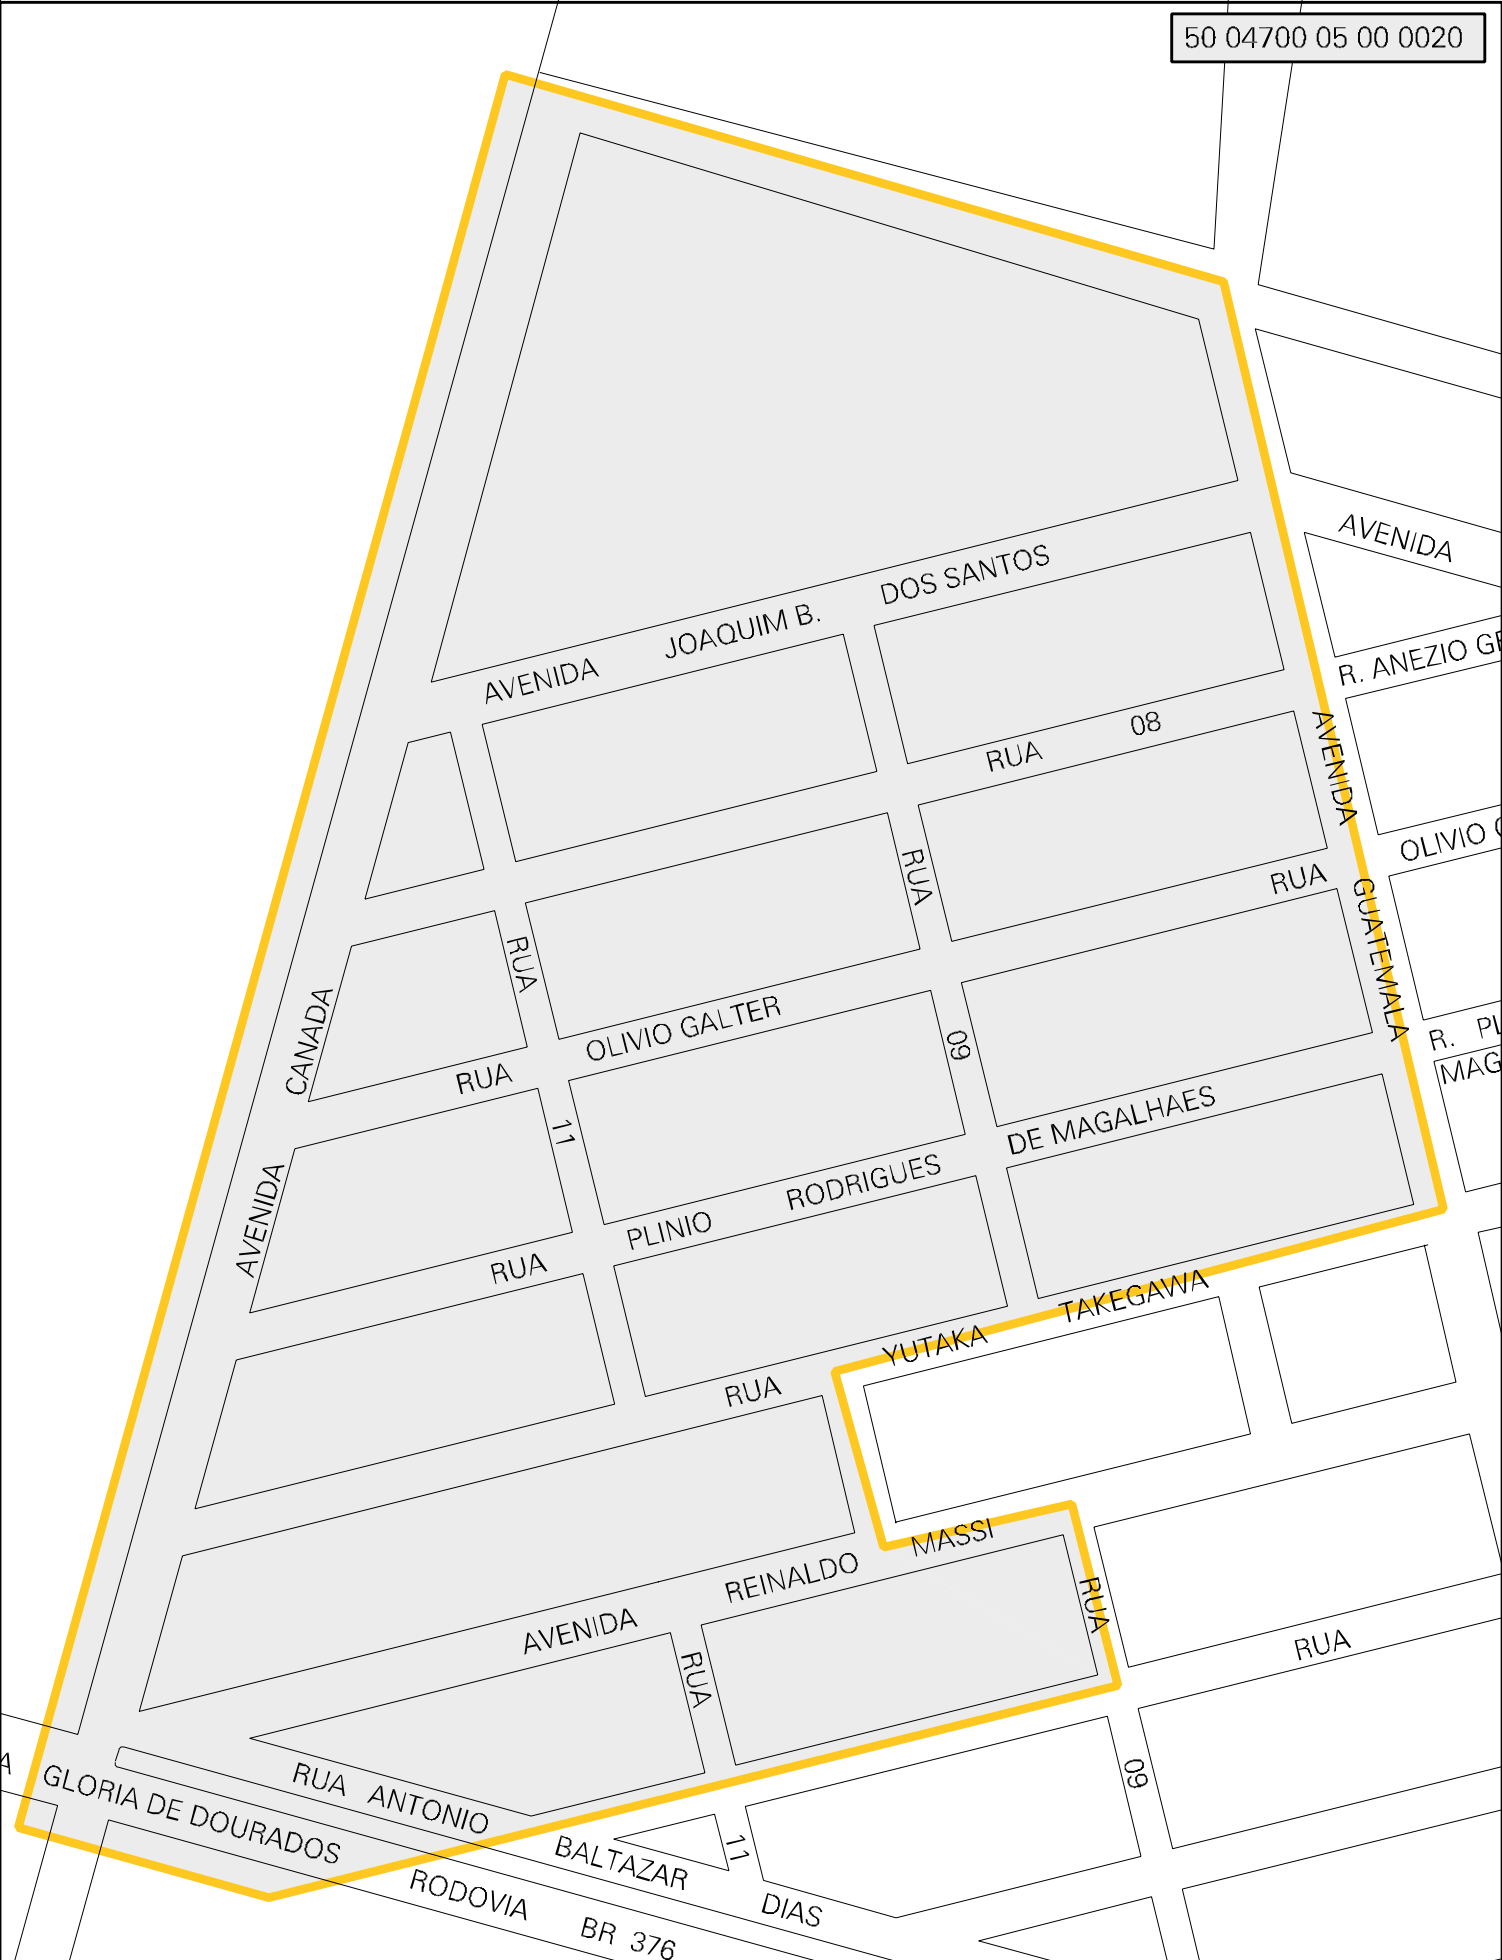 50 04700 05 00 0020
AVENIDA
DOS SANTOS
JOAQUIM B.
AVENIDA
R. ANEZIO
08
RUA
AVENIDA
OLIVIO
RUA
RUA
GUATEMALA
RUA
CANADA
OLIVIO GALTER
RUA
09
R. PL
MAG
11
DE MAGALHAES
RODRIGUES
PLINIO
AVENIDA
RUA
TAKEGAWA
YUTAKA
RUA
MASSI
REINALDO
RUA
AVENIDA
RUA
RUA
A
GLORIA DE DOURADOS
RUA ANTONIO
09
BALTAZAR
11
RODOVIA
DIAS
BR 376